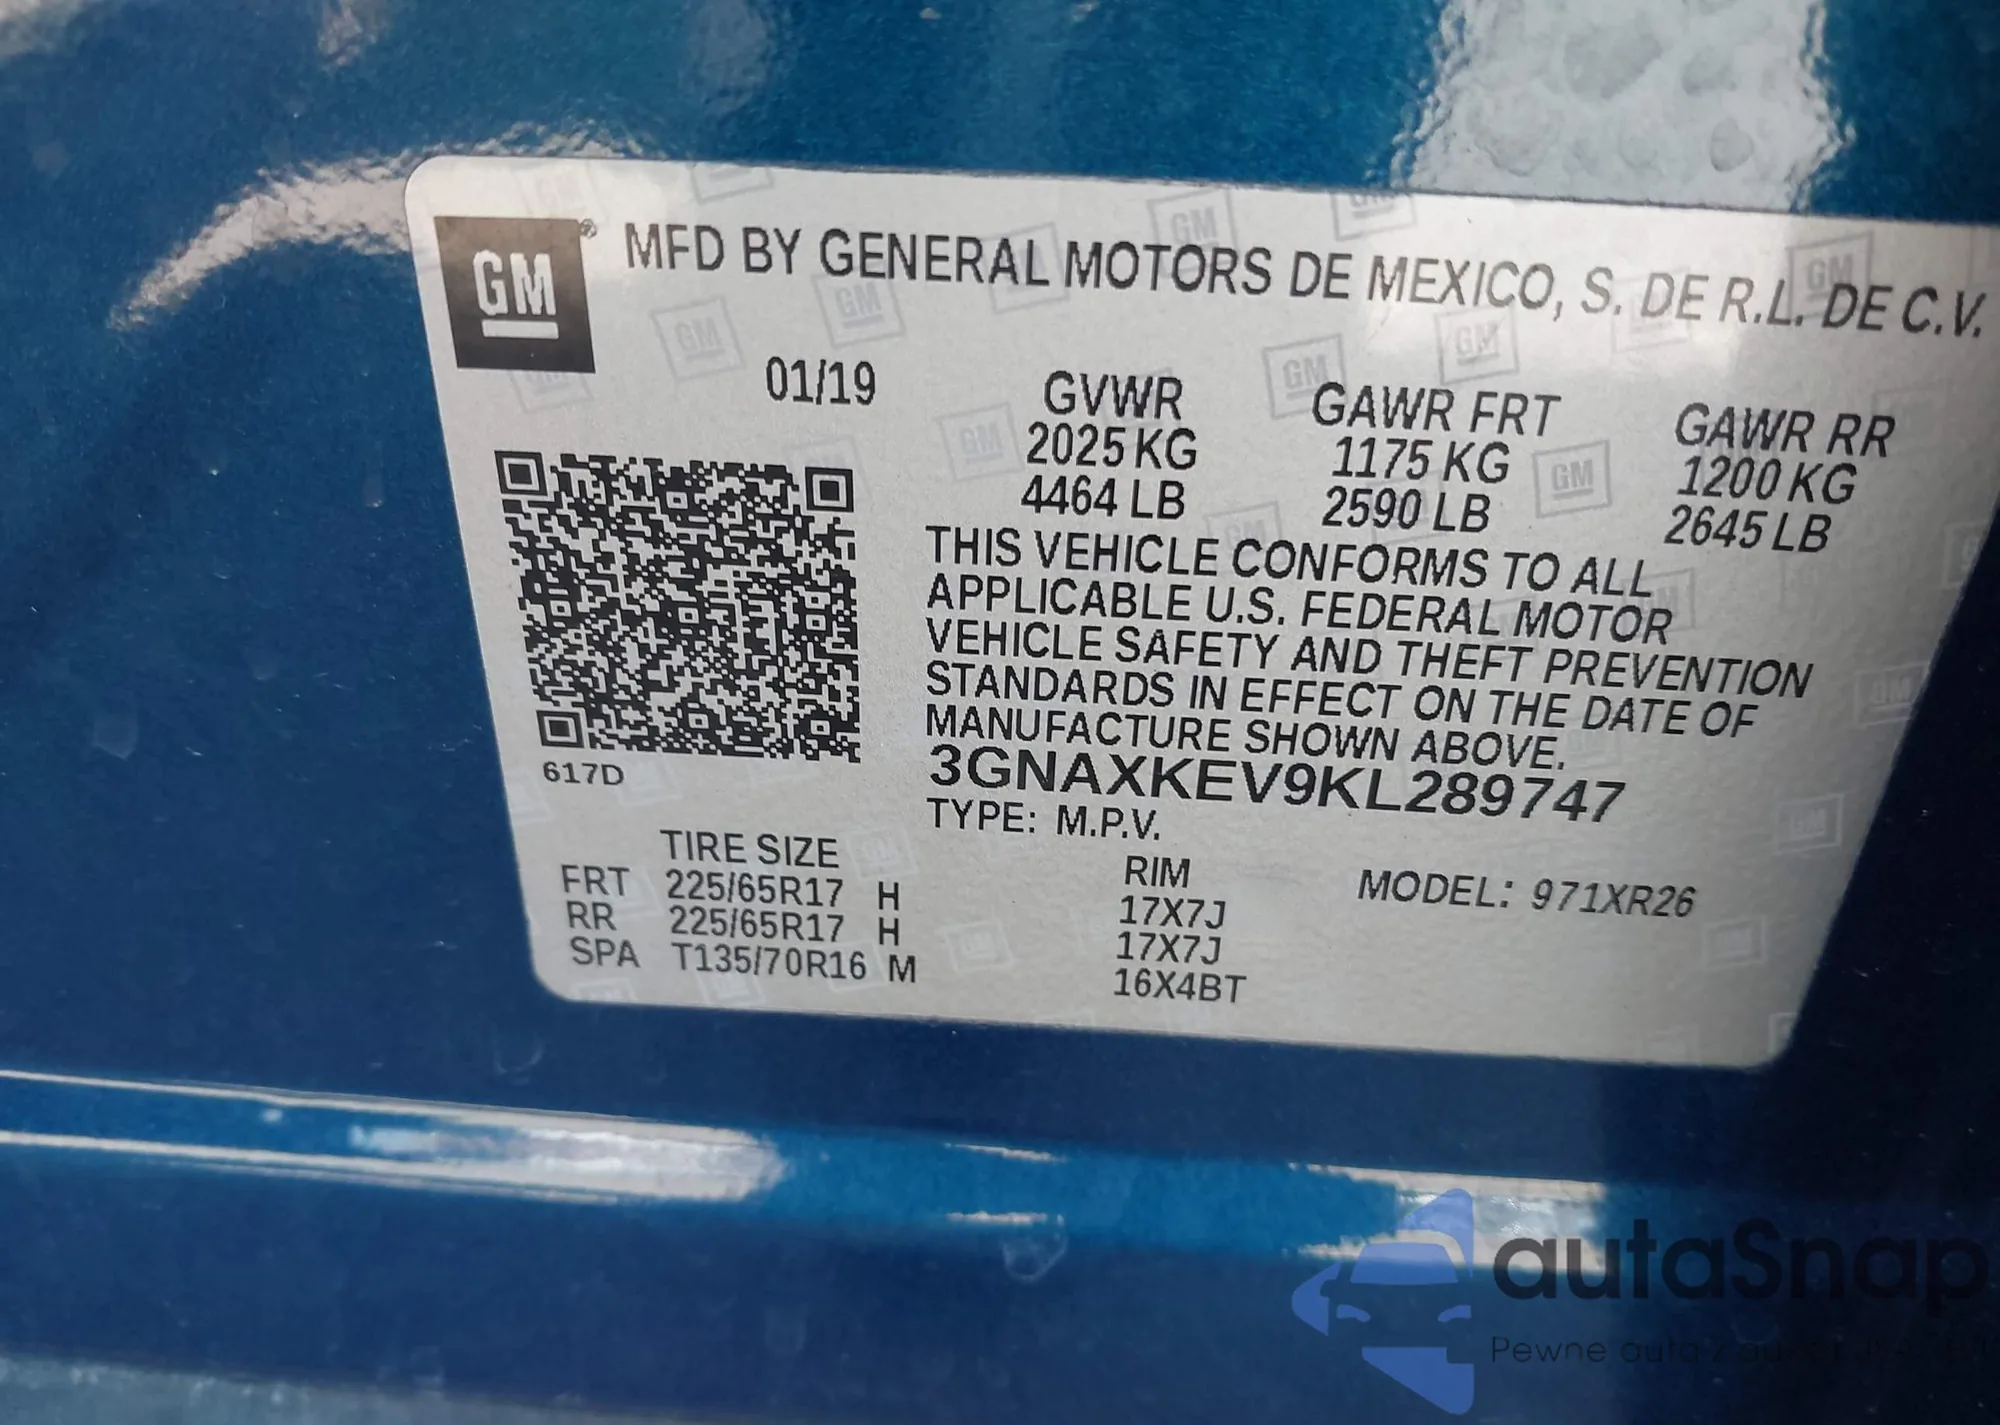 GM ® MFD BY GENERAL MOTORS DE MEXICO, S. DE R.L. DE C.V.
01/19 GVWR GAWR FRT GAWR RR
2025 KG 1175 KG 1200 KG
4464 LB 2590 LB 2645 LB
THIS VEHICLE CONFORMS TO ALL
APPLICABLE U.S. FEDERAL MOTOR
VEHICLE SAFETY AND THEFT PREVENTION
STANDARDS IN EFFECT ON THE DATE OF
MANUFACTURE SHOWN ABOVE.
617D 3GNAXKEV9KL289747
TYPE: M.P.V.
TIRE SIZE RIM MODEL: 971XR26
FRT 225/65R17 H 17X7J
RR 225/65R17 H 17X7J
SPA T135/70R16 M 16X4BT
autaSnap
Pewne auta z